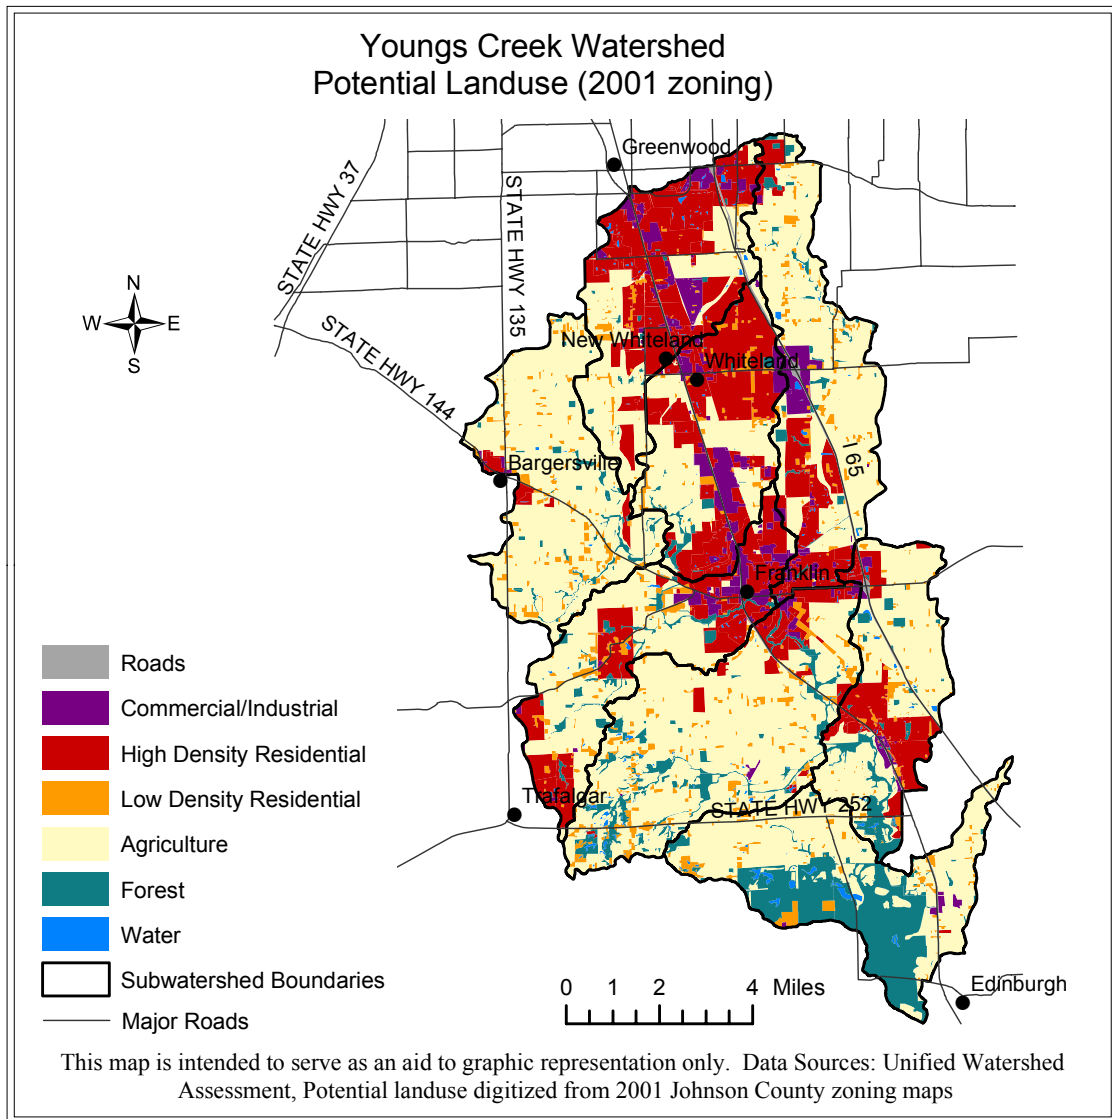 Youngs Creek Watershed
Potential Landuse (2001 zoning)
Greenwood
STATE HWY 37
STATE HWY 135
N
W E
S
STATE HWY 144
New Whiteland
Whiteland
I 65
Bargersville
Franklin
Roads
Commercial/Industrial
High Density Residential
Low Density Residential
Trafalgar
STATE HWY 252
Agriculture
Forest
Water
Subwatershed Boundaries
0 1 2 4 Miles
Edinburgh
Major Roads
This map is intended to serve as an aid to graphic representation only. Data Sources: Unified Watershed
Assessment, Potential landuse digitized from 2001 Johnson County zoning maps